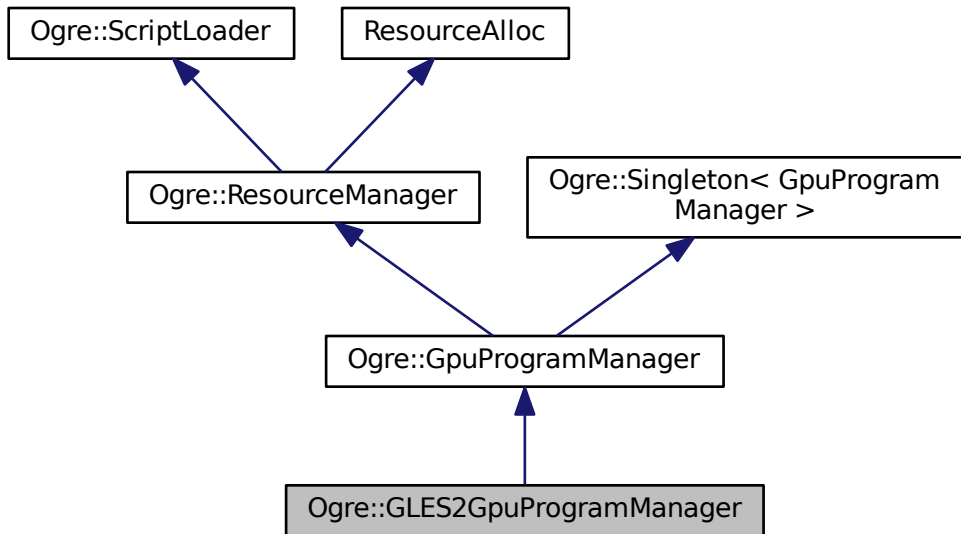 Ogre::ScriptLoader
ResourceAlloc
Ogre::ResourceManager
Ogre::Singleton< GpuProgram
Manager >
Ogre::GpuProgramManager
Ogre::GLES2GpuProgramManager